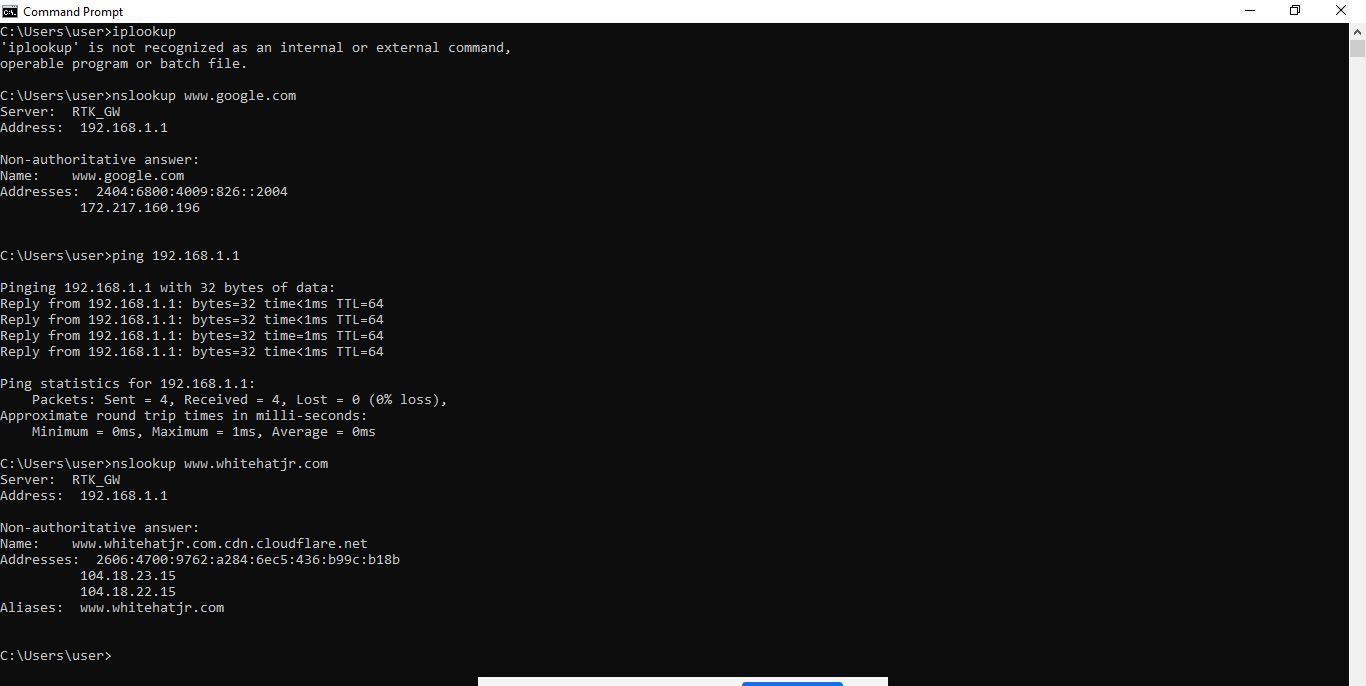 Command Prompt
C:\Users\user>iplookup
'iplookup' is not recognized as an internal or external command,
operable program or batch file.
C:\Users\user>nslookup www.google.com
Server:  RTK_GW
Address:  192.168.1.1
Non-authoritative answer:
Name:    www.google.com
Addresses:  2404:6800:4009:826::2004
          172.217.160.196
C:\Users\user>ping 192.168.1.1
Pinging 192.168.1.1 with 32 bytes of data:
Reply from 192.168.1.1: bytes=32 time<1ms TTL=64
Reply from 192.168.1.1: bytes=32 time<1ms TTL=64
Reply from 192.168.1.1: bytes=32 time=1ms TTL=64
Reply from 192.168.1.1: bytes=32 time<1ms TTL=64
Ping statistics for 192.168.1.1:
    Packets: Sent = 4, Received = 4, Lost = 0 (0% loss),
Approximate round trip times in milli-seconds:
    Minimum = 0ms, Maximum = 1ms, Average = 0ms
C:\Users\user>nslookup www.whitehatjr.com
Server:  RTK_GW
Address:  192.168.1.1
Non-authoritative answer:
Name:    www.whitehatjr.com.cdn.cloudflare.net
Addresses:  2606:4700:9762:a284:6ec5:436:b99c:b18b
          104.18.23.15
          104.18.22.15
Aliases:  www.whitehatjr.com
C:\Users\user>